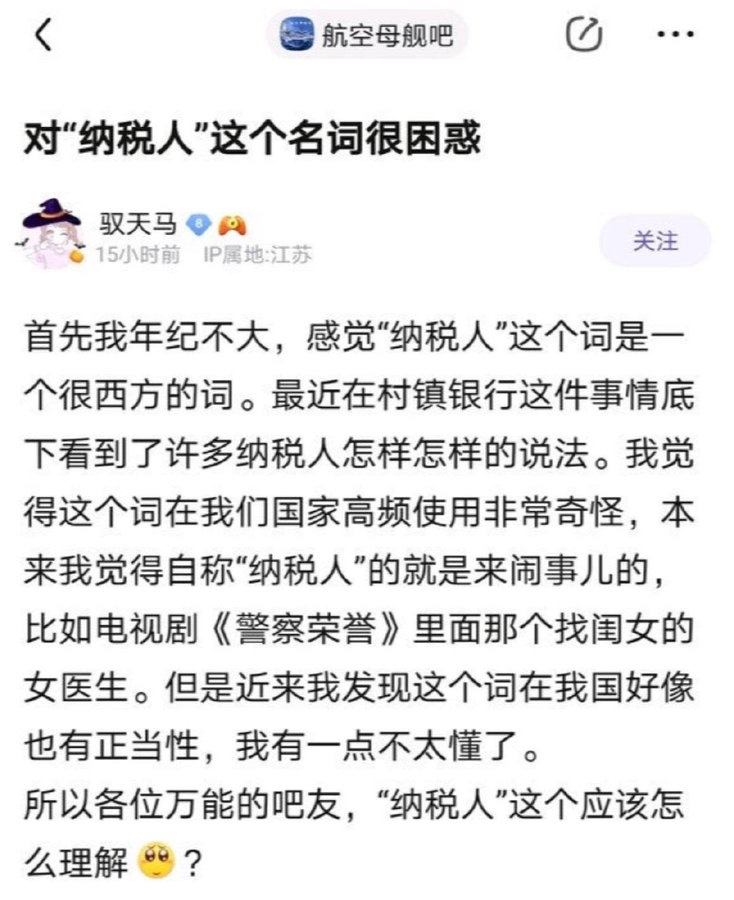 航空母舰吧
对“纳税人”这个名词很困惑
驭天马 8
15小时前 IP属地:江苏
关注
首先我年纪不大，感觉“纳税人”这个词是一
个很西方的词。最近在村镇银行这件事情底
下看到了许多纳税人怎样怎样的说法。我觉
得这个词在我们国家高频使用非常奇怪，本
来我觉得自称“纳税人”的就是来闹事儿的，
比如电视剧《警察荣誉》里面那个找闺女的
女医生。但是近来我发现这个词在我国好像
也有正当性，我有一点不太懂了。
所以各位万能的吧友，“纳税人”这个应该怎
么理解🥺？